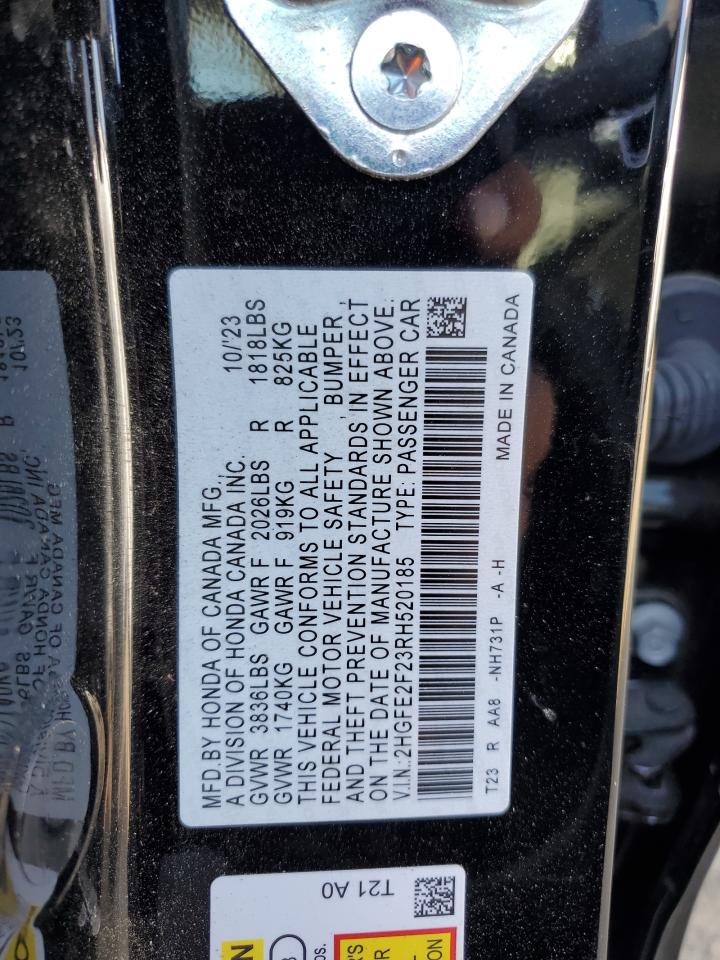 MFD.BY HONDA OF CANADA MFG.,
A DIVISION OF HONDA CANADA INC. 10/'23
GVWR 3836LBS GAWR F 2026LBS R 1818LBS
GVWR 1740KG GAWR F 919KG R 825KG
THIS VEHICLE CONFORMS TO ALL APPLICABLE
FEDERAL MOTOR VEHICLE SAFETY , BUMPER ,
AND THEFT PREVENTION STANDARDS IN EFFECT
ON THE DATE OF MANUFACTURE SHOWN ABOVE.
V.I.N.:2HGFE2F23RH520185 TYPE: PASSENGER CAR
T23 R AA8 -NH731P -A -H
MADE IN CANADA
T21 A0